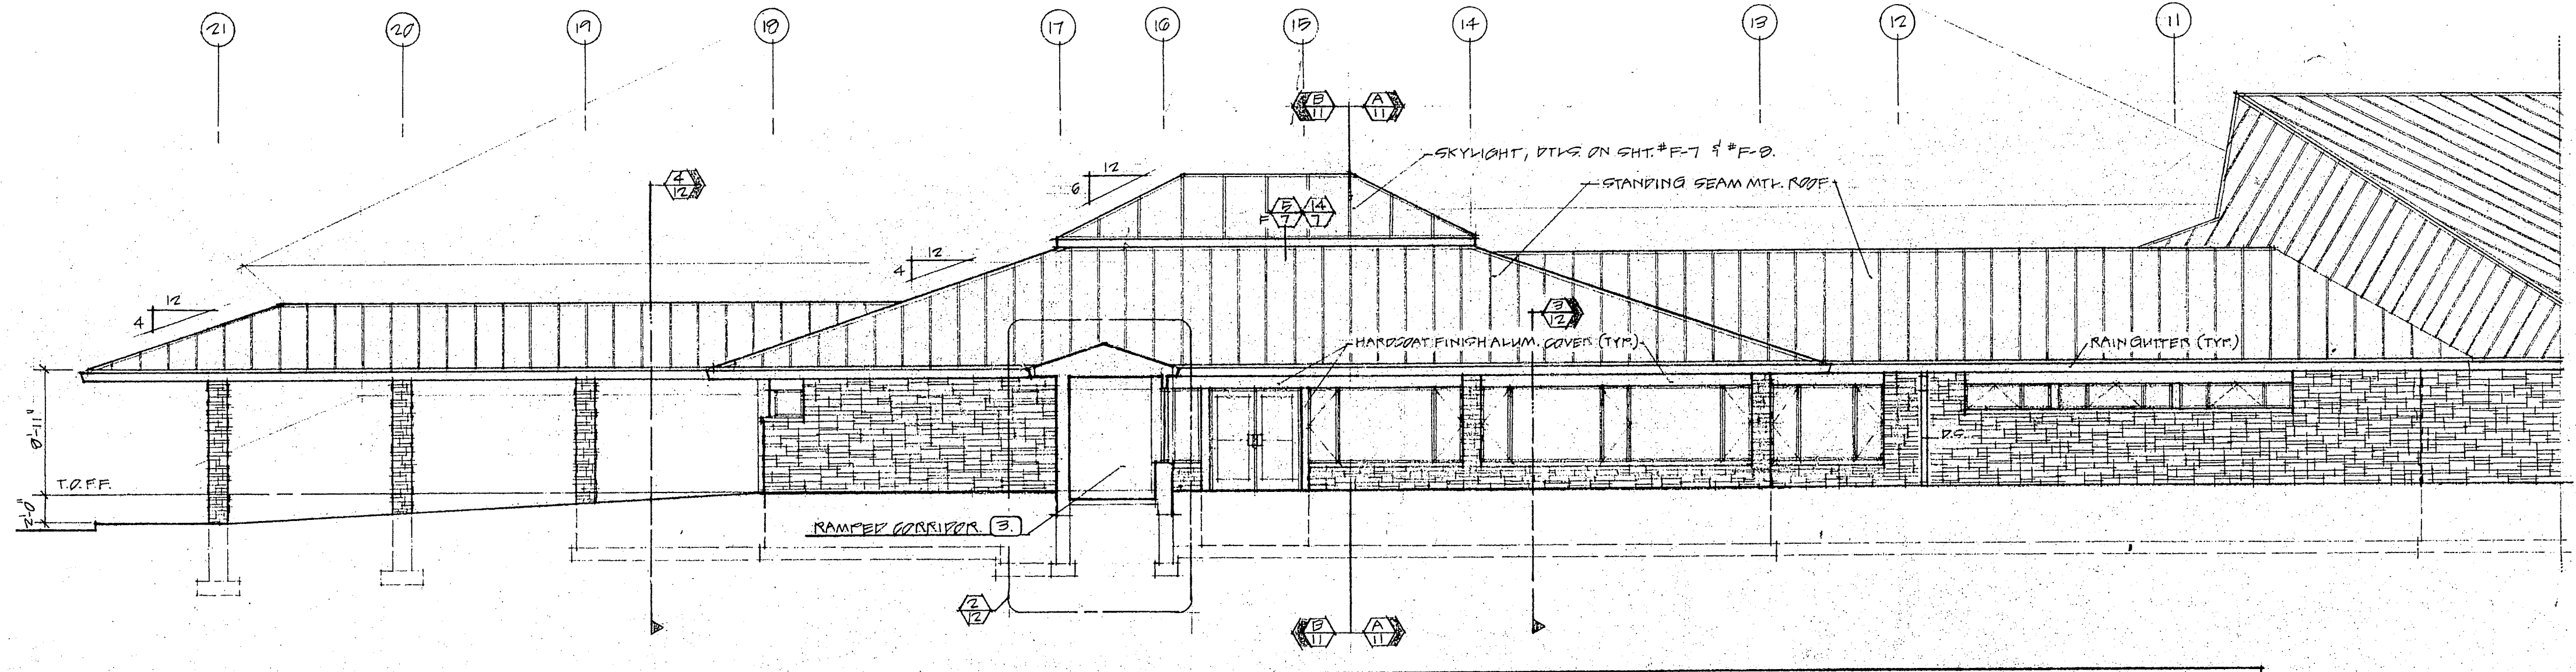 21 20 19 18 17 16 15 14 13 12 11
B
11
A
11
SKYLIGHT, DTLS. ON SHT. #F-7 & #F-8.
12
6
4
12
STANDING SEAM MTL. ROOF
E
7
14
7
F
12
4
12
4
3
12
HARDCOAT FINISH ALUM. COVER (TYP.)
RAIN GUTTER (TYP.)
8'-11"
D.S.
T.O.F.F.
2'-0"
RAMPED CORRIDOR 3.
2
12
B
11
A
11